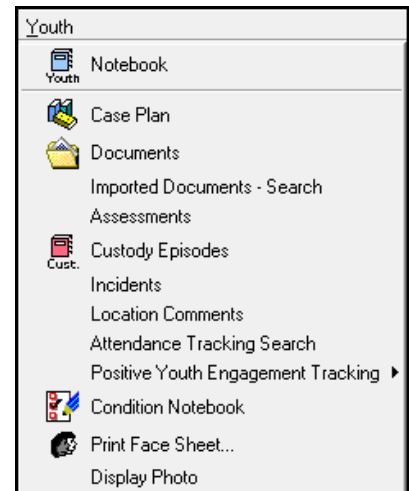 Youth
Youth
Notebook
Case Plan
Documents
Imported Documents - Search
Assessments
Cust.
Custody Episodes
Incidents
Location Comments
Attendance Tracking Search
Positive Youth Engagement Tracking
Condition Notebook
Print Face Sheet...
Display Photo